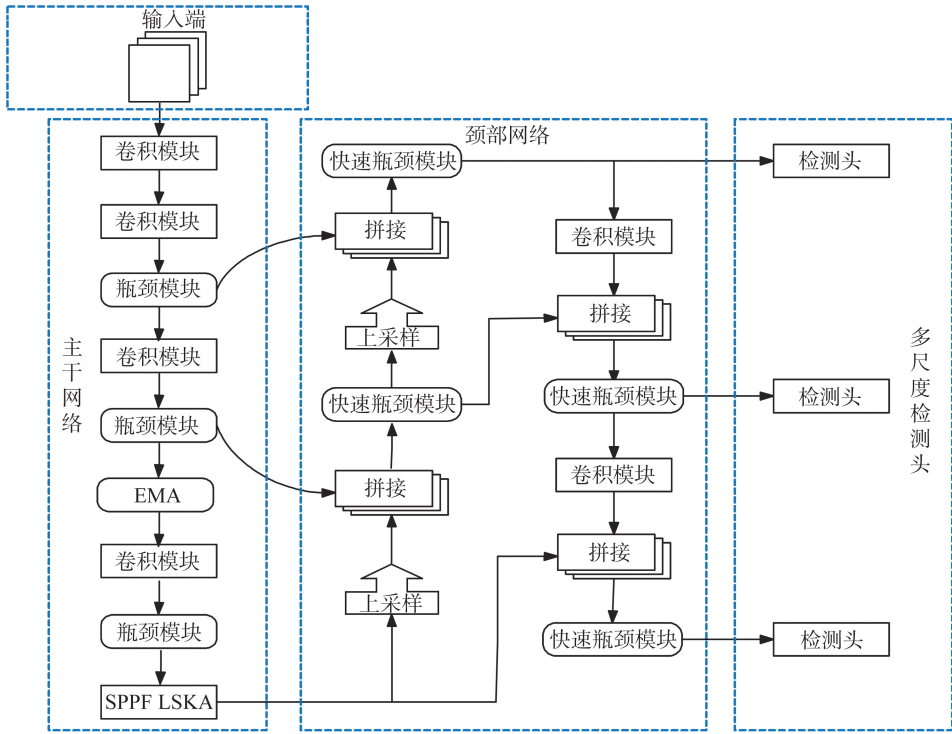 输入端
主干网络
卷积模块
卷积模块
瓶颈模块
卷积模块
瓶颈模块
EMA
卷积模块
瓶颈模块
SPPF LSKA
颈部网络
快速瓶颈模块
拼接
上采样
快速瓶颈模块
拼接
上采样
卷积模块
拼接
快速瓶颈模块
卷积模块
拼接
快速瓶颈模块
检测头
检测头
检测头
多尺度检测头